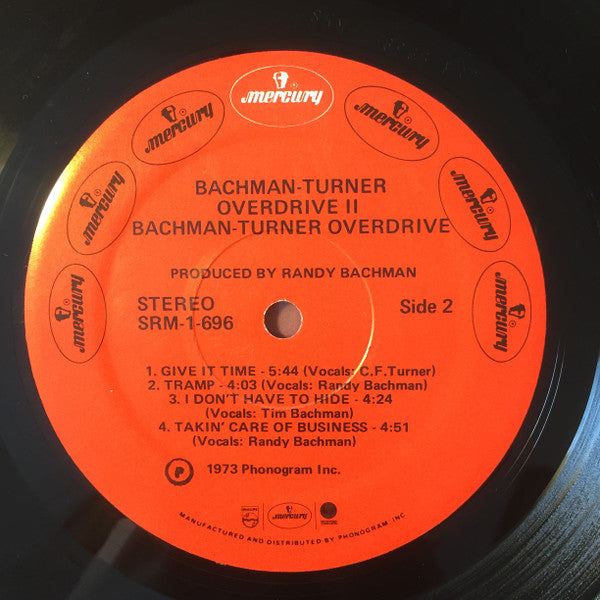 mercury
mercury
mercury
mercury
mercury
mercury
mercury
BACHMAN-TURNER
OVERDRIVE II
BACHMAN-TURNER OVERDRIVE
PRODUCED BY RANDY BACHMAN
STEREO
SRM-1-696
Side 2
1. GIVE IT TIME - 5:44 (Vocals: C.F.Turner)
2. TRAMP - 4:03 (Vocals: Randy Bachman)
3. I DON'T HAVE TO HIDE - 4:24
(Vocals: Tim Bachman)
4. TAKIN' CARE OF BUSINESS - 4:51
(Vocals: Randy Bachman)
P 1973 Phonogram Inc.
mercury
MANUFACTURED AND DISTRIBUTED BY PHONOGRAM, INC